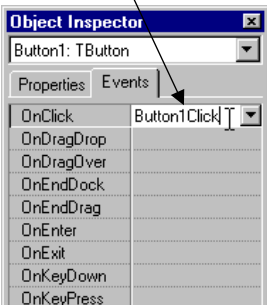 Object Inspector
Button1: TButton
Properties Events
OnClick Button1Click
OnDragDrop
OnDragOver
OnEndDock
OnEndDrag
OnEnter
OnExit
OnKeyDown
OnKeyPress